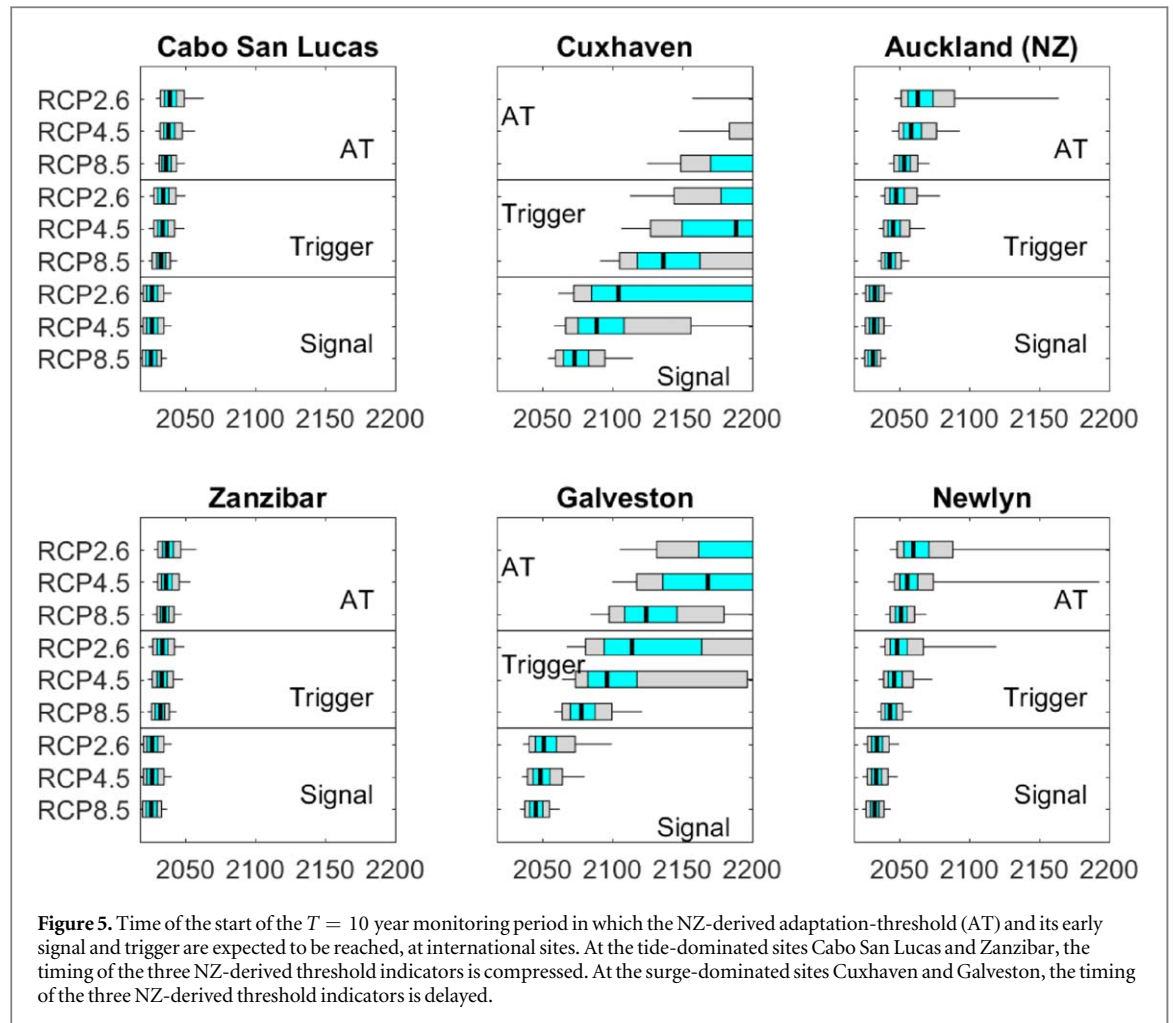 Cabo San Lucas
Cuxhaven
Auckland (NZ)
RCP2.6
RCP4.5
RCP8.5
RCP2.6
RCP4.5
RCP8.5
RCP2.6
RCP4.5
RCP8.5
AT
Trigger
Signal
AT
Trigger
Signal
AT
Trigger
Signal
2050 2100 2150 2200
2050 2100 2150 2200
2050 2100 2150 2200
Zanzibar
Galveston
Newlyn
RCP2.6
RCP4.5
RCP8.5
RCP2.6
RCP4.5
RCP8.5
RCP2.6
RCP4.5
RCP8.5
AT
Trigger
Signal
AT
Trigger
Signal
AT
Trigger
Signal
2050 2100 2150 2200
2050 2100 2150 2200
2050 2100 2150 2200
Figure 5. Time of the start of the T = 10 year monitoring period in which the NZ-derived adaptation-threshold (AT) and its early
signal and trigger are expected to be reached, at international sites. At the tide-dominated sites Cabo San Lucas and Zanzibar, the
timing of the three NZ-derived threshold indicators is compressed. At the surge-dominated sites Cuxhaven and Galveston, the timing
of the three NZ-derived threshold indicators is delayed.